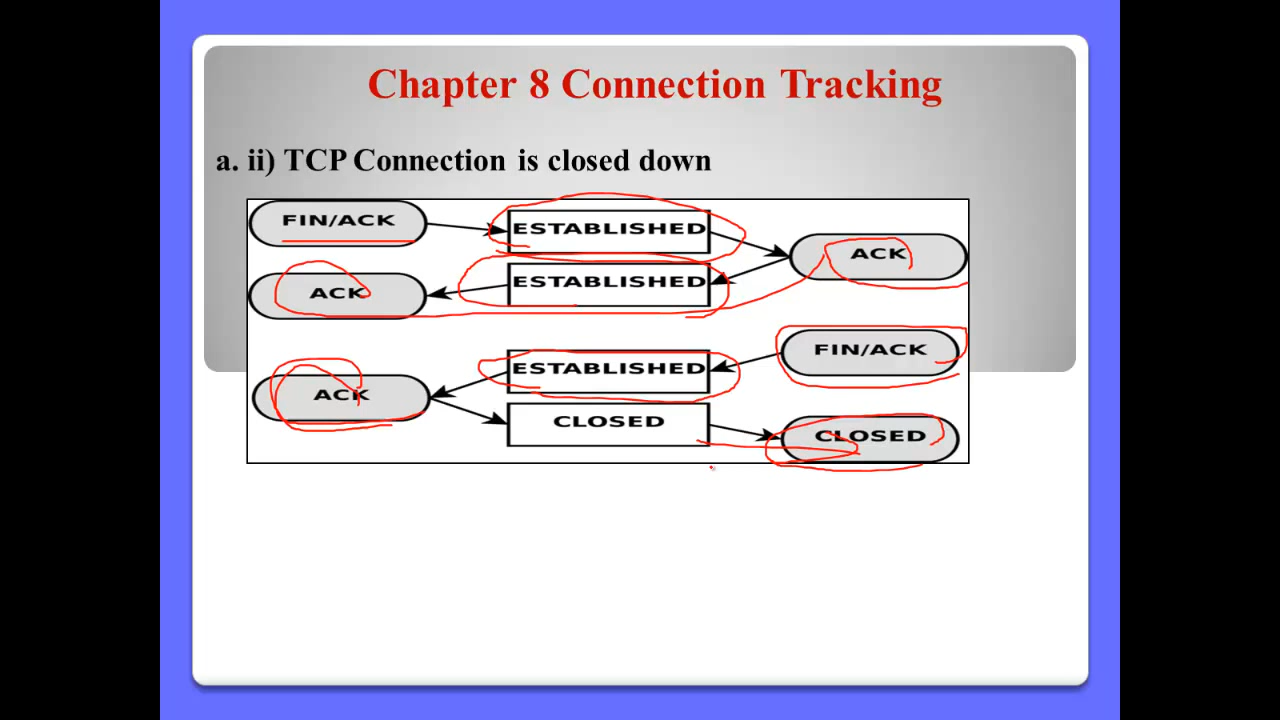 Chapter 8 Connection Tracking
a. ii) TCP Connection is closed down
FIN/ACK
ESTABLISHED
ACK
ESTABLISHED
ACK
FIN/ACK
ESTABLISHED
ACK
CLOSED
CLOSED